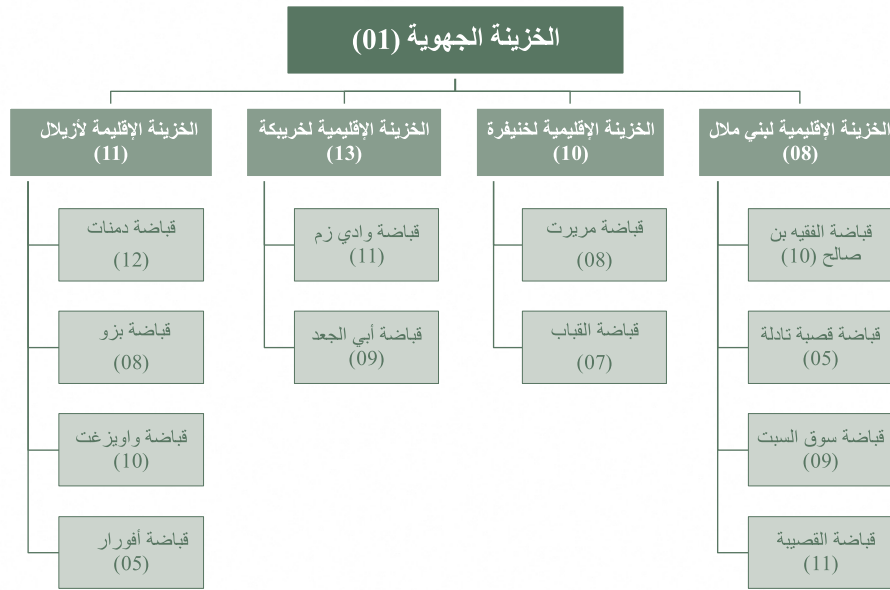 الخزينة الجهوية (01)
الخزينة الإقليمية لبني ملال
(08)
قباضة الفقيه بن
صالح (10)
قباضة قصبة تادلة
(05)
قباضة سوق السبت
(09)
قباضة القصيبة
(11)
الخزينة الإقليمية لخنيفرة
(10)
قباضة مريرت
(08)
قباضة القباب
(07)
الخزينة الإقليمية لخريبكة
(13)
قباضة وادي زم
(11)
قباضة أبي الجعد
(09)
الخزينة الإقليمة لأزيلال
(11)
قباضة دمنات
(12)
قباضة بزو
(08)
قباضة واويزغت
(10)
قباضة أفورار
(05)